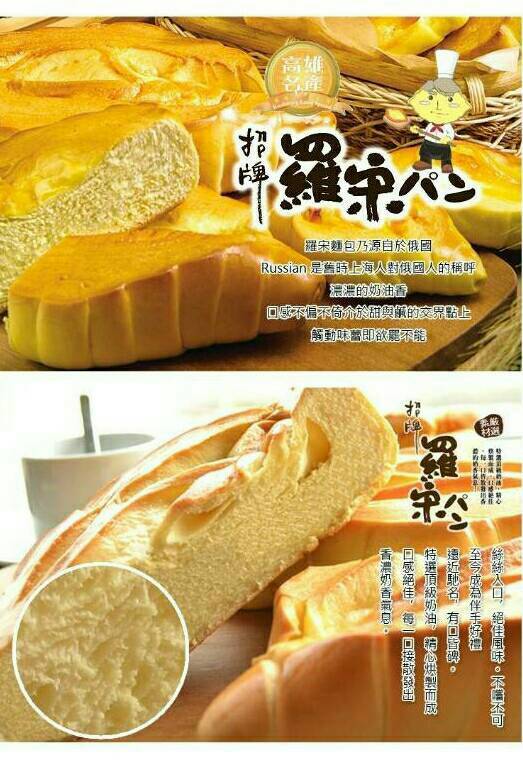 高雄
名產
招牌
羅宋パン
羅宋麵包乃源自於俄國
Russian 是舊時上海人對俄國人的稱呼
濃濃的奶油香
口感不偏不倚介於甜與鹹的交界點上
觸動味蕾即欲罷不能
招牌
羅宋パン
嚴選
素材
絲絲入口，絕佳風味。不嚐不可
至今成為伴手好禮
遠近馳名，有口皆碑。
特選頂級奶油，精心烘製而成
口感絕佳，每一口接散發出
香濃奶香氣息。